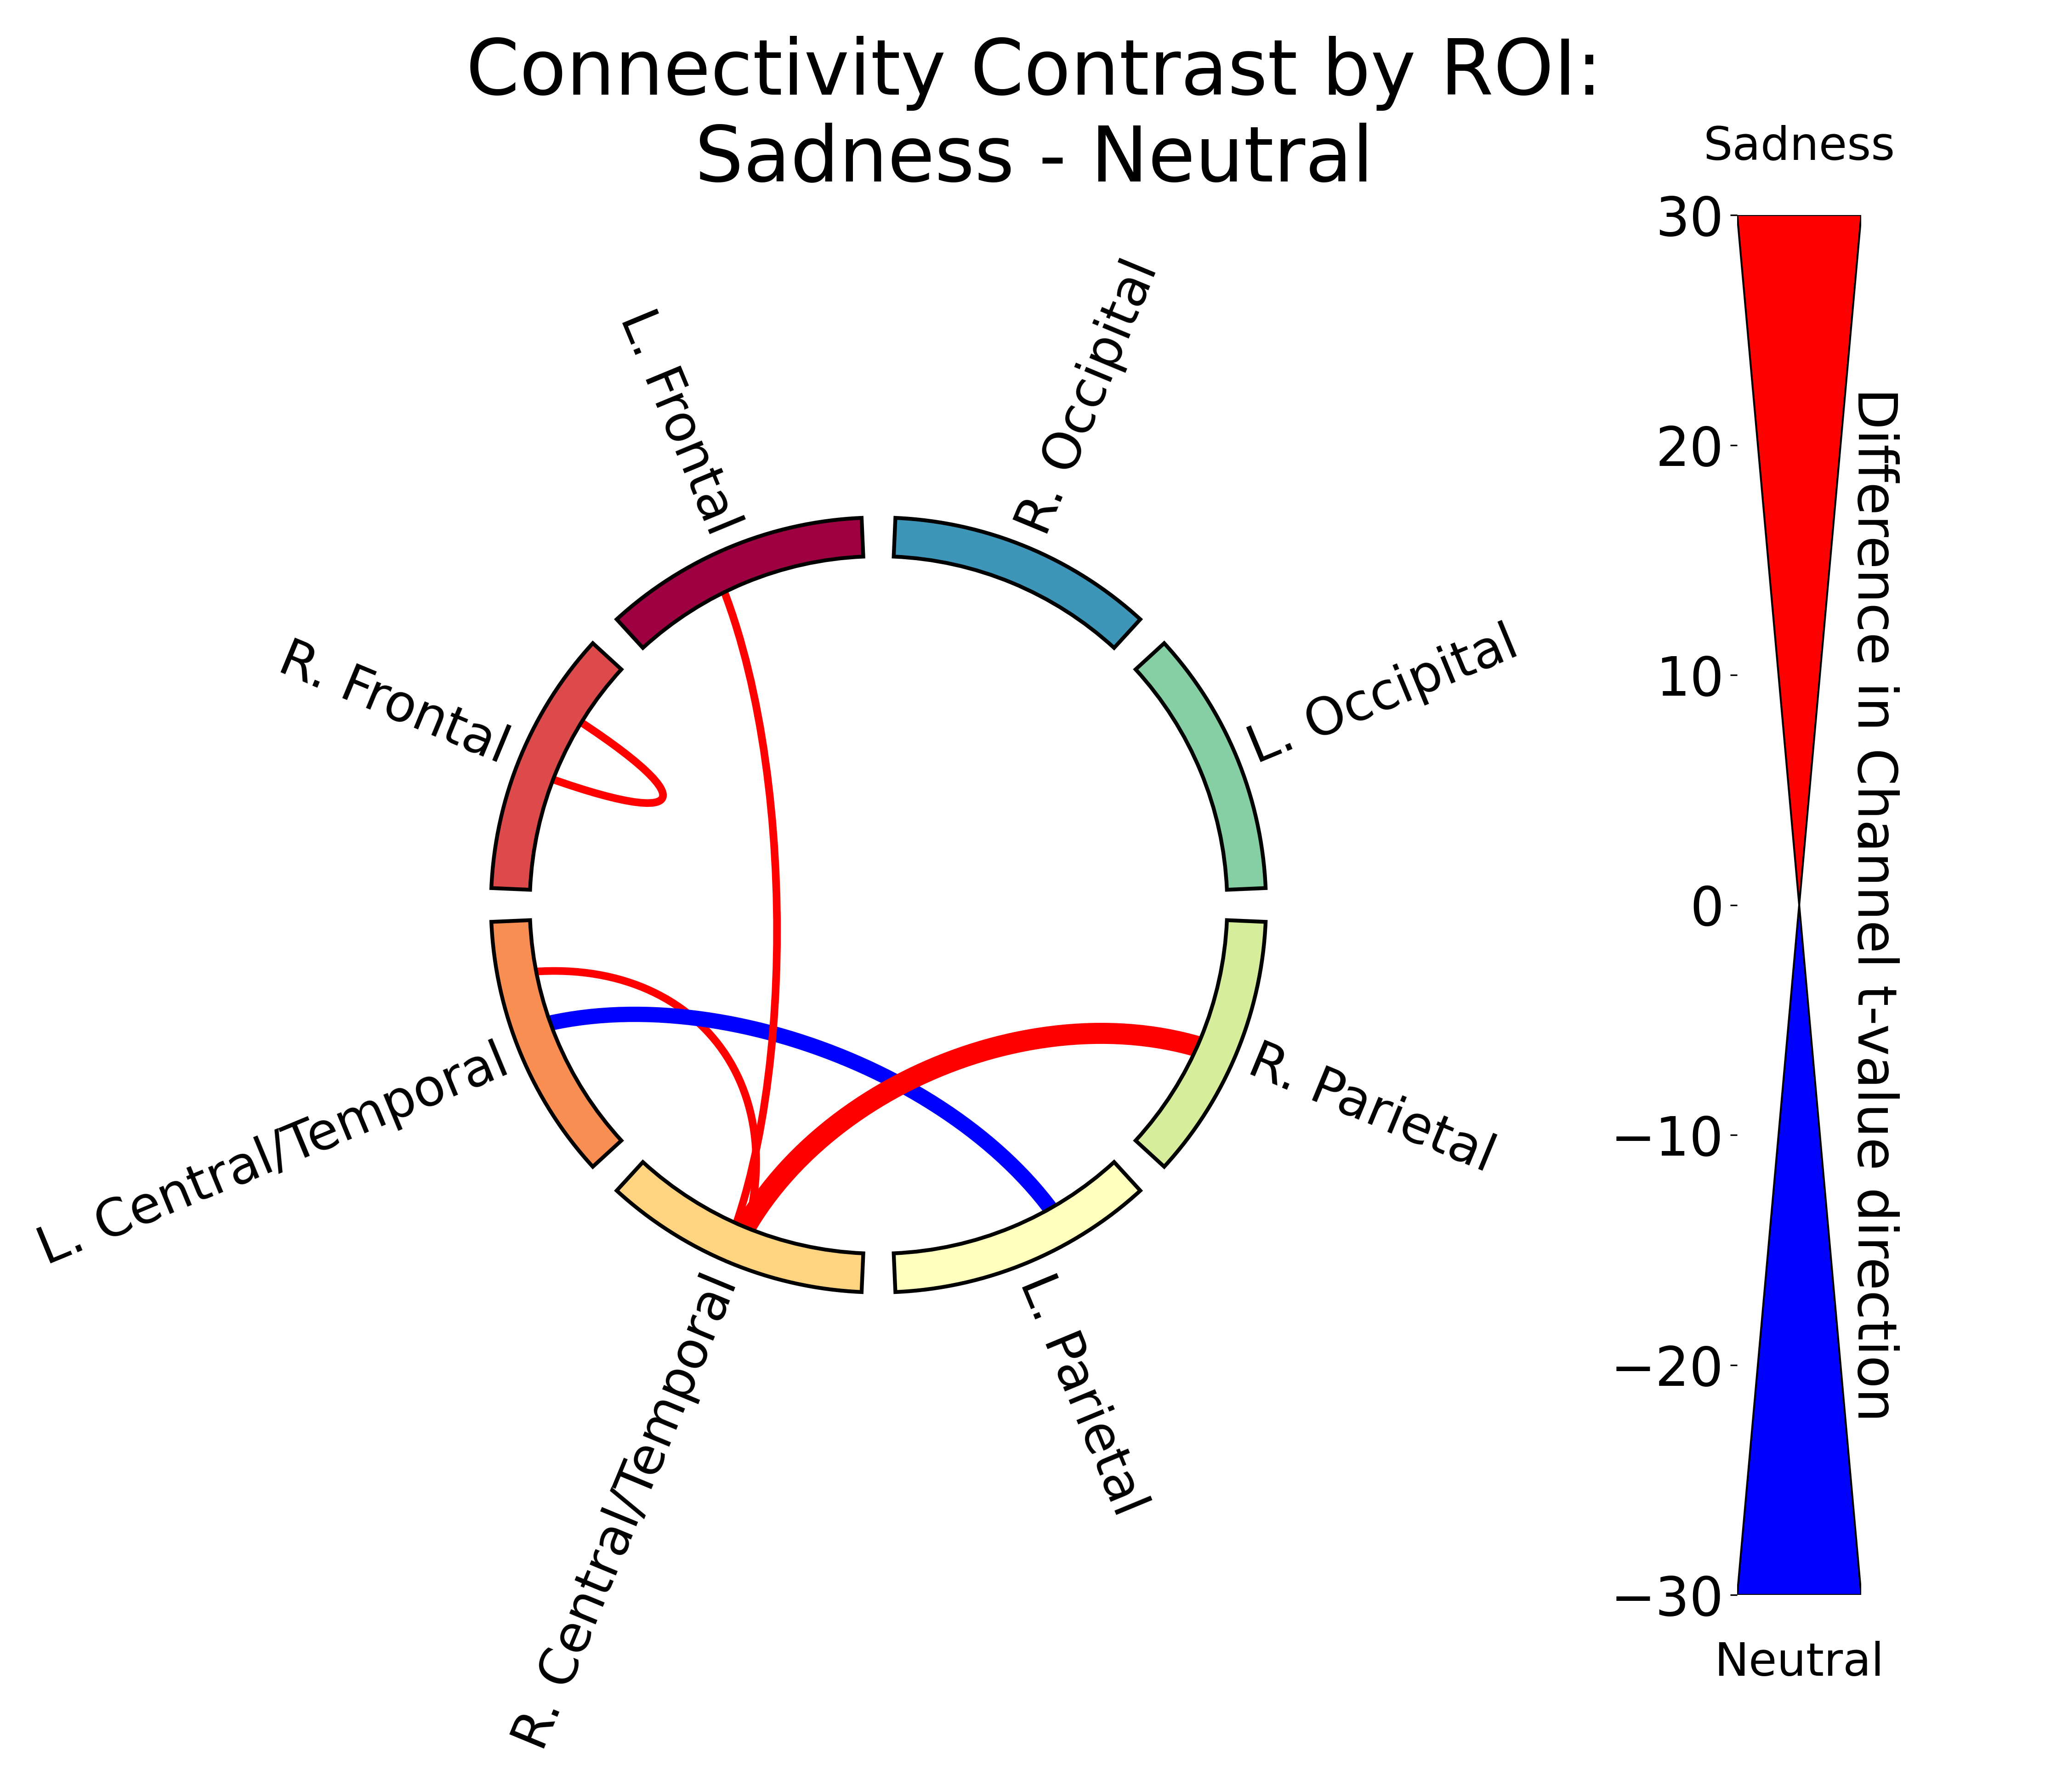 Connectivity Contrast by ROI:
Sadness - Neutral
Sadness
30
20
10
0
−10
−20
−30
Neutral
Difference in Channel t-value direction
L. Frontal
R. Occipital
R. Frontal
L. Occipital
L. Central/Temporal
R. Parietal
R. Central/Temporal
L. Parietal